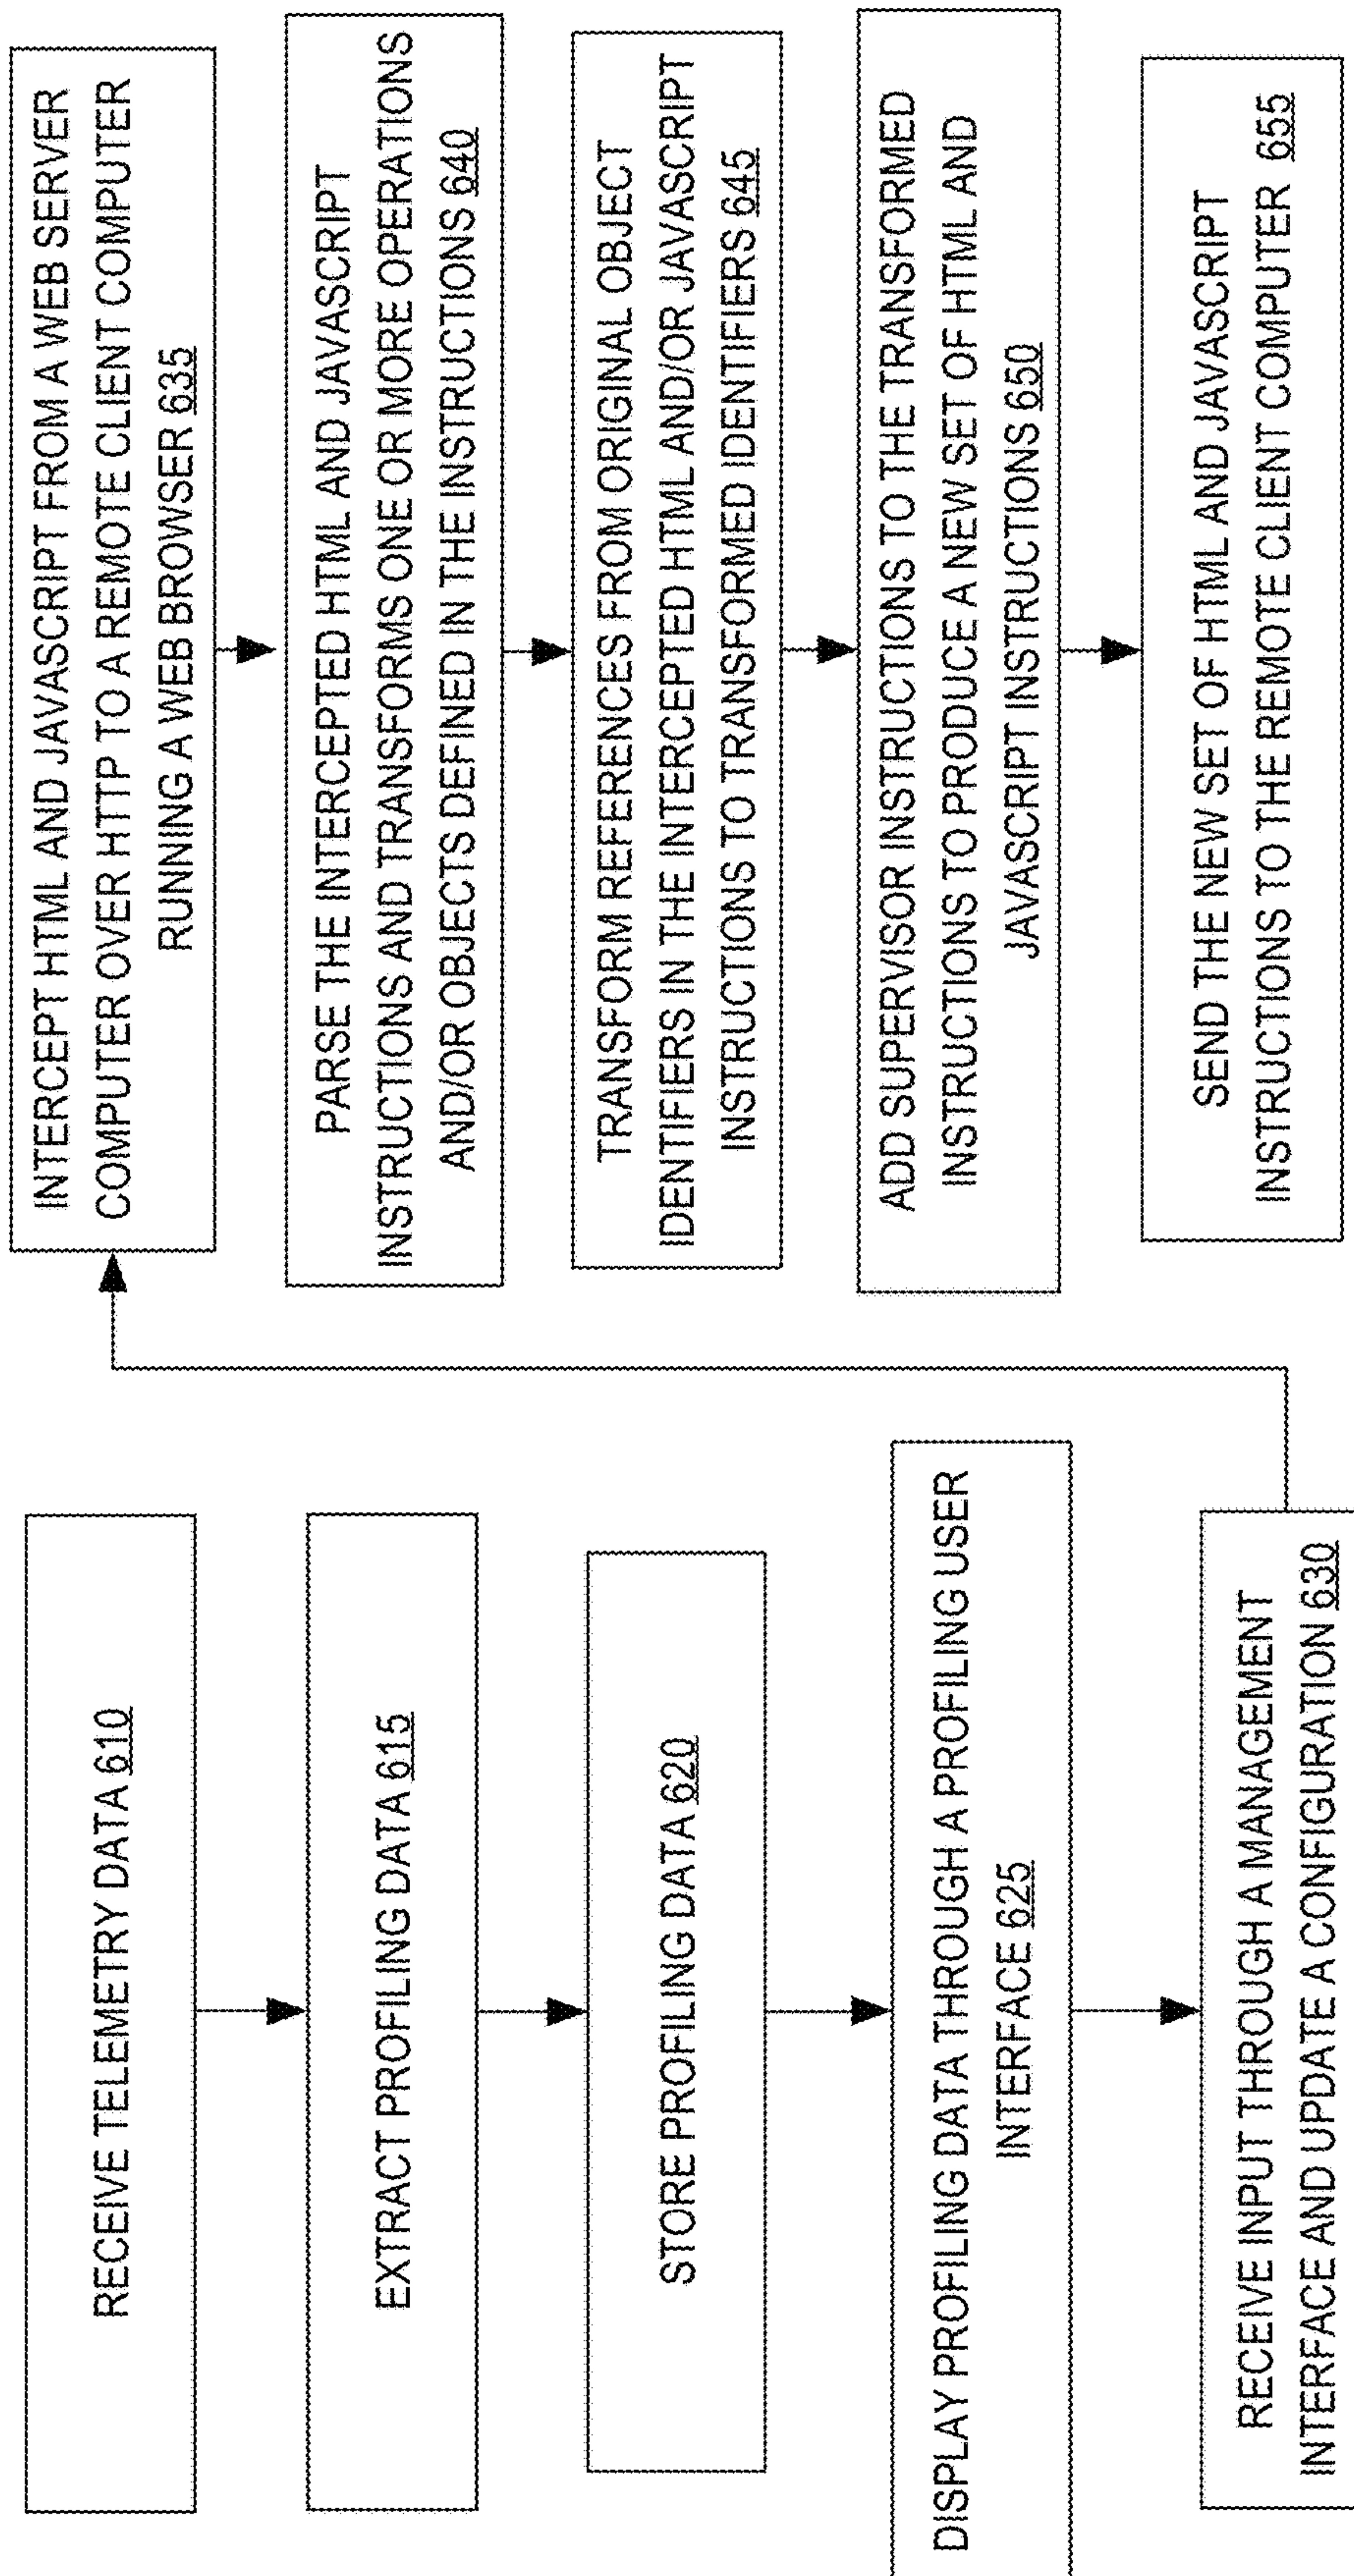 RECEIVE TELEMETRY DATA 610
EXTRACT PROFILING DATA 615
STORE PROFILING DATA 620
DISPLAY PROFILING DATA THROUGH A PROFILING USER
INTERFACE 625
RECEIVE INPUT THROUGH A MANAGEMENT
INTERFACE AND UPDATE A CONFIGURATION 630
INTERCEPT HTML AND JAVASCRIPT FROM A WEB SERVER
COMPUTER OVER HTTP TO A REMOTE CLIENT COMPUTER
RUNNING A WEB BROWSER 635
PARSE THE INTERCEPTED HTML AND JAVASCRIPT
INSTRUCTIONS AND TRANSFORMS ONE OR MORE OPERATIONS
AND/OR OBJECTS DEFINED IN THE INSTRUCTIONS 640
TRANSFORM REFERENCES FROM ORIGINAL OBJECT
IDENTIFIERS IN THE INTERCEPTED HTML AND/OR JAVASCRIPT
INSTRUCTIONS TO TRANSFORMED IDENTIFIERS 645
ADD SUPERVISOR INSTRUCTIONS TO THE TRANSFORMED
INSTRUCTIONS TO PRODUCE A NEW SET OF HTML AND
JAVASCRIPT INSTRUCTIONS 650
SEND THE NEW SET OF HTML AND JAVASCRIPT
INSTRUCTIONS TO THE REMOTE CLIENT COMPUTER 655